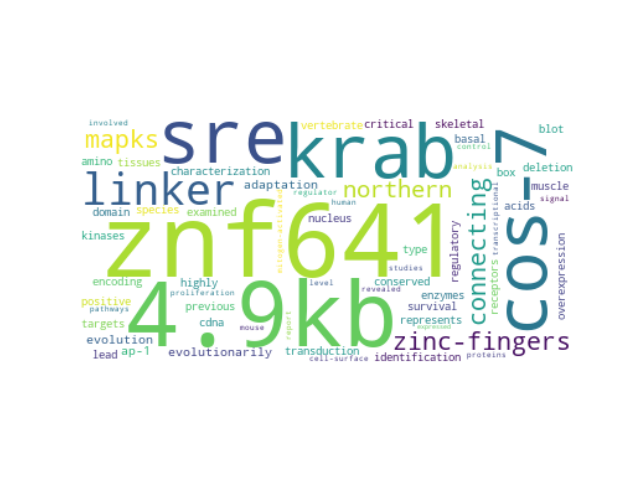 involved
sre
krab
vertebrate
critical
skeletal
cos-7
blot
mapks
basal
control
amino
tissues
characterization
analysis
box
deletion
linker
adaptation
regulator
human
northern
connecting
acids
muscle
signal
domain
species
examined
znf641
mitogen-activated
nucleus
type
regulatory
receptors
transcriptional
overexpression
kinases
studies
encoding
highly
proliferation
4.9kb
level
revealed
conserved
enzymes
positive
pathways
previous
survival
targets
cdna
mouse
report
represents
expressed
evolution
zinc-fingers
lead
ap-1
evolutionarily
transduction
cell-surface
identification
proteins